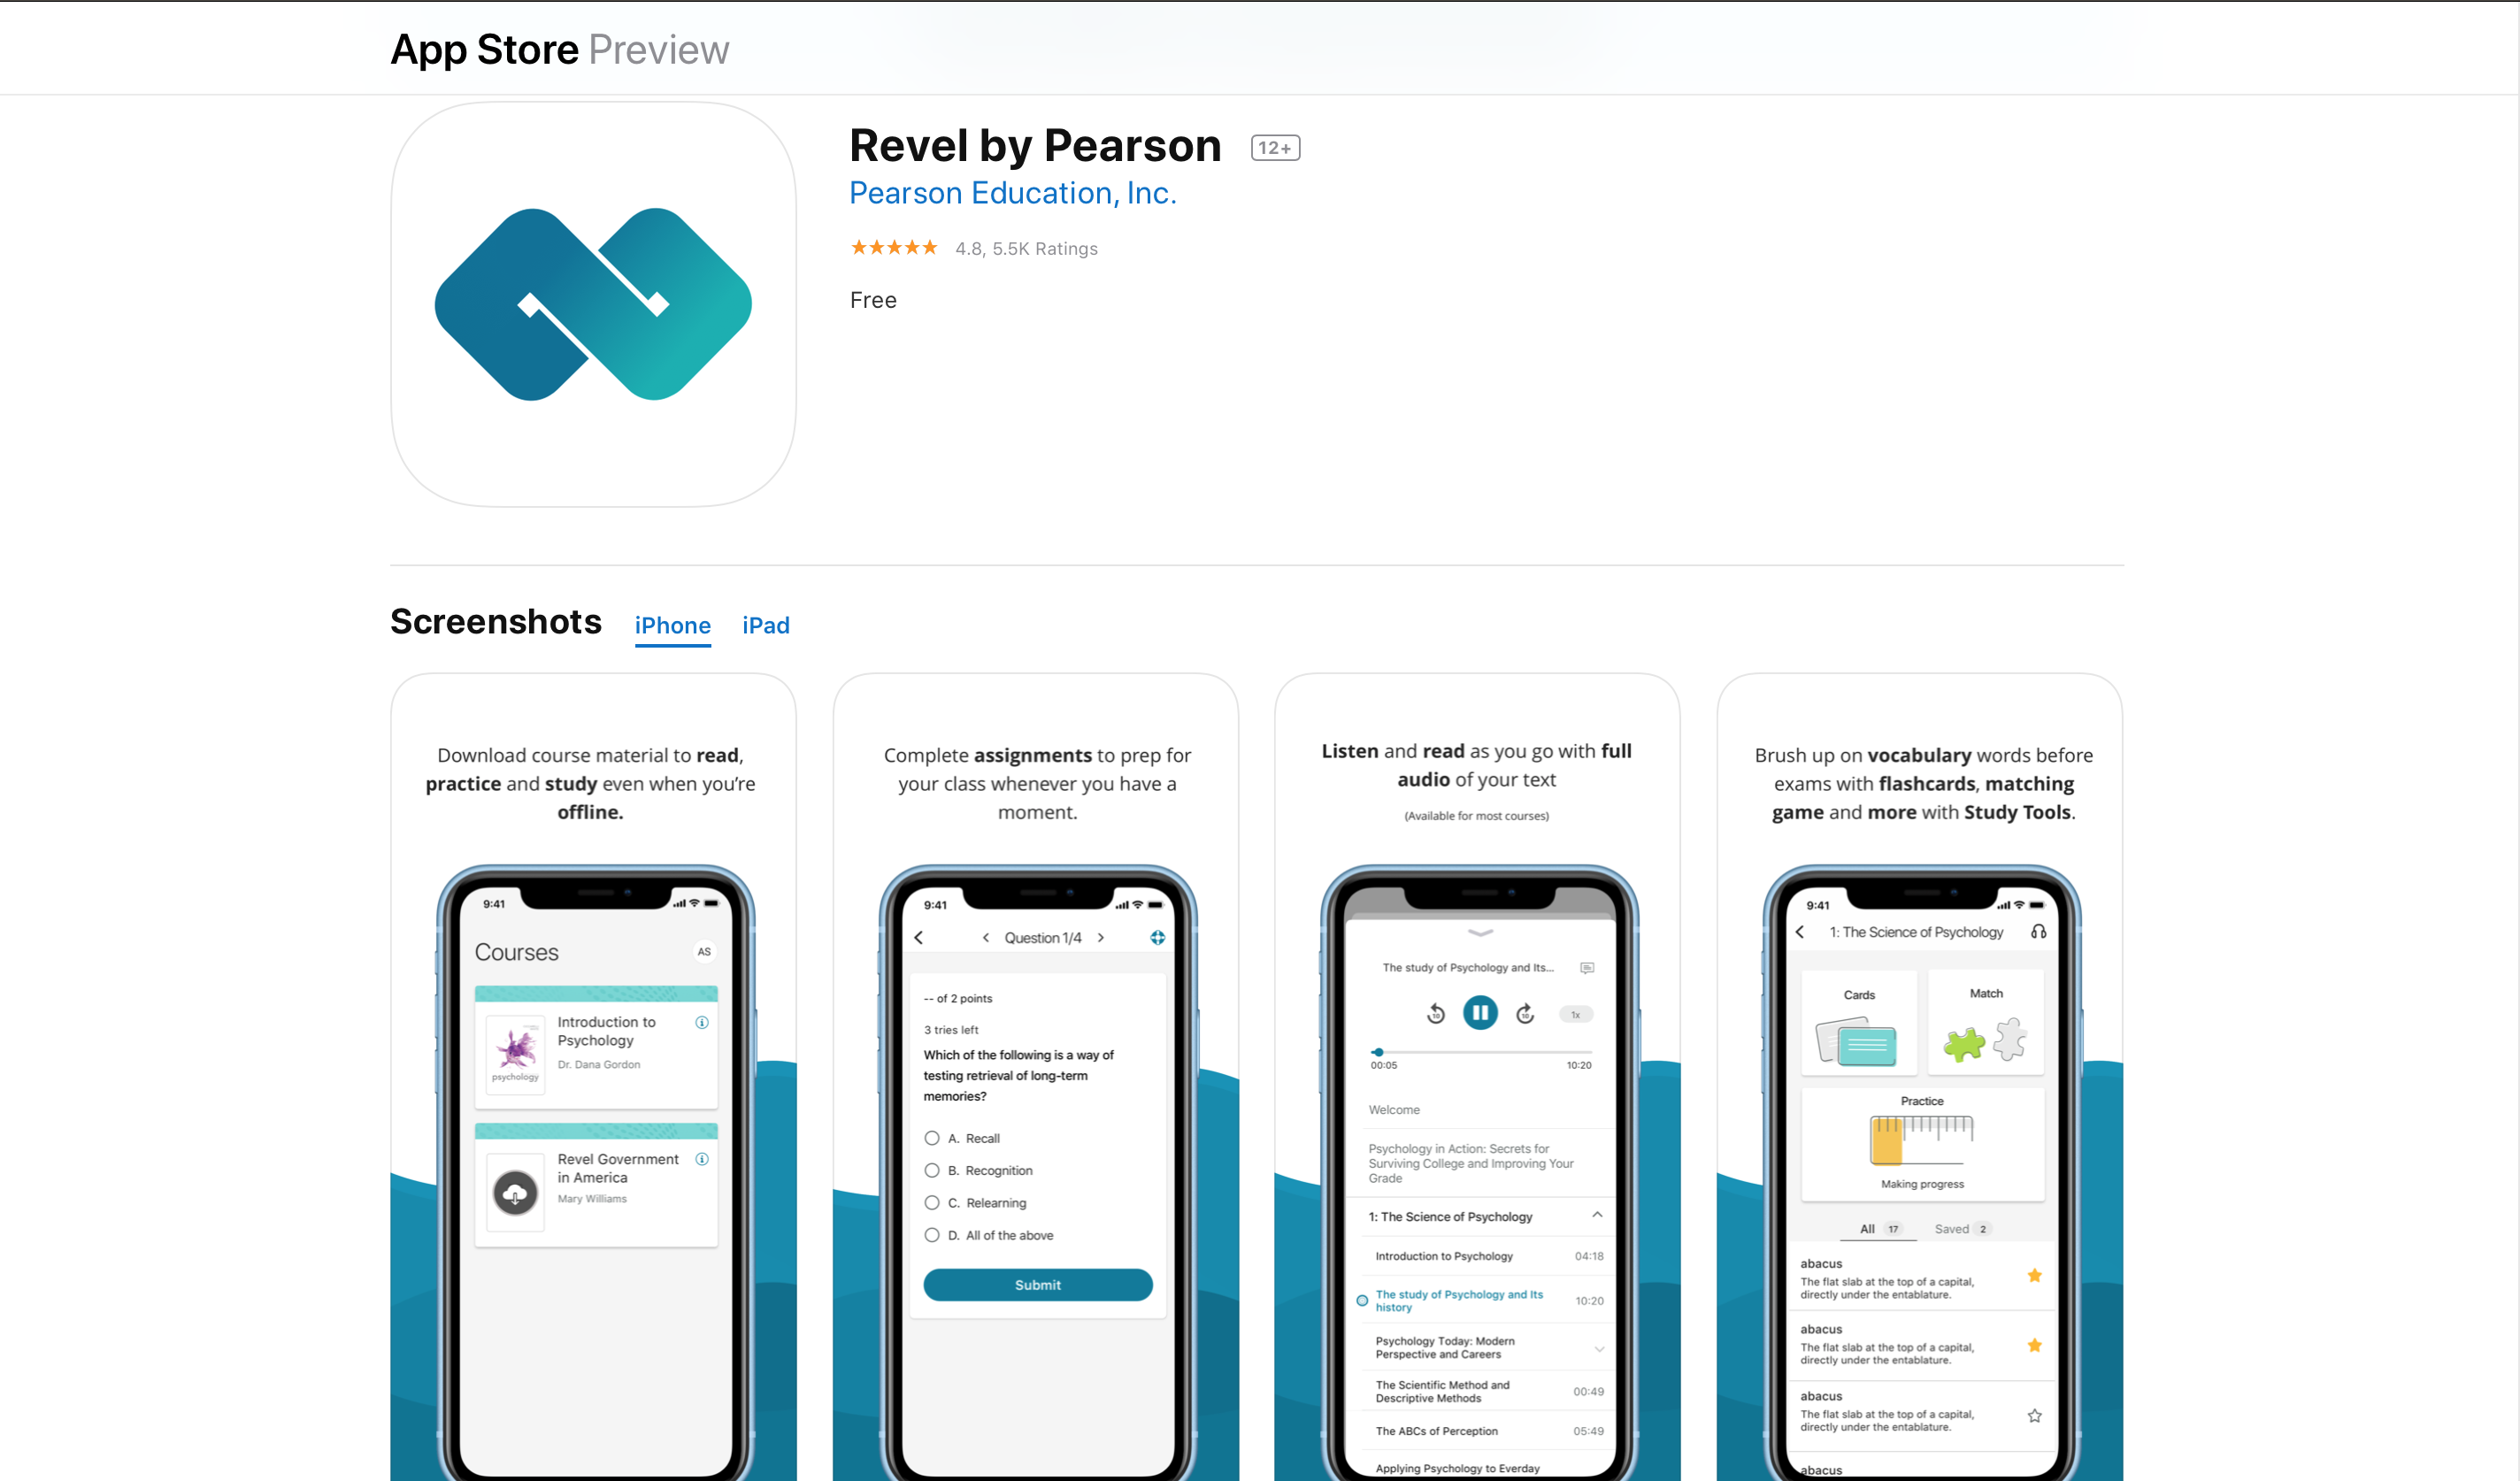 App Store Preview
Revel by Pearson 12+
Pearson Education, Inc.
★★★★★ 4.8, 5.5K Ratings
Free
Screenshots iPhone iPad
Download course material to read,
practice and study even when you’re
offline.
9:41
Courses AS
Introduction to
Psychology
Dr. Dana Gordon
psychology
Revel Government
in America
Mary Williams
Complete assignments to prep for
your class whenever you have a
moment.
9:41
Question 1/4
-- of 2 points
3 tries left
Which of the following is a way of
testing retrieval of long-term
memories?
A. Recall
B. Recognition
C. Relearning
D. All of the above
Submit
Listen and read as you go with full
audio of your text
(Available for most courses)
The study of Psychology and Its...
10 10 1x
00:05 10:20
Welcome
Psychology in Action: Secrets for
Surviving College and Improving Your
Grade
1: The Science of Psychology
Introduction to Psychology 04:18
The study of Psychology and Its
history 10:20
Psychology Today: Modern
Perspective and Careers
The Scientific Method and
Descriptive Methods 00:49
The ABCs of Perception 05:49
Applying Psychology to Everday
Brush up on vocabulary words before
exams with flashcards, matching
game and more with Study Tools.
9:41
1: The Science of Psychology
Cards Match
Practice
Making progress
All 17 Saved 2
abacus
The flat slab at the top of a capital,
directly under the entablature.
abacus
The flat slab at the top of a capital,
directly under the entablature.
abacus
The flat slab at the top of a capital,
directly under the entablature.
abacus